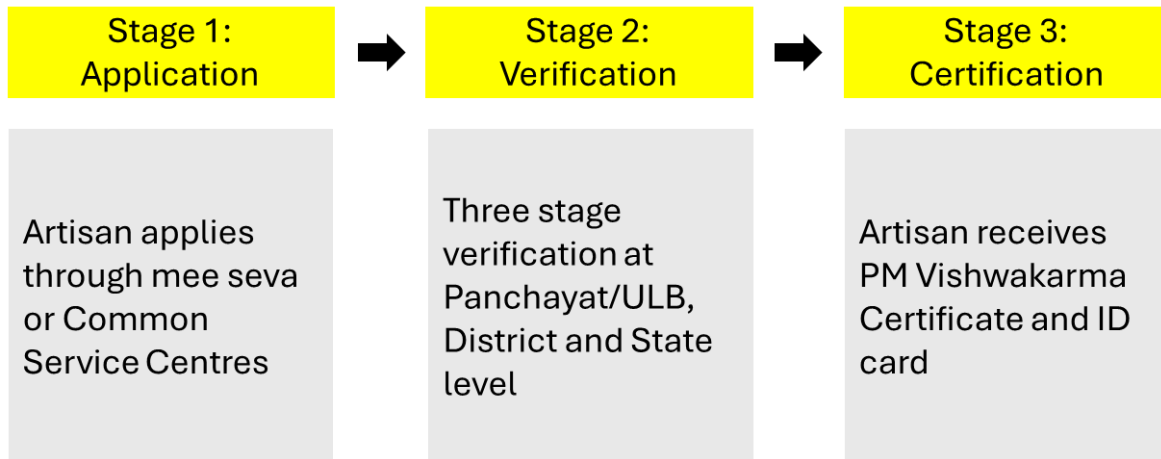 Stage 1:
Application
Stage 2:
Verification
Stage 3:
Certification
Artisan applies
through mee seva
or Common
Service Centres
Three stage
verification at
Panchayat/ULB,
District and State
level
Artisan receives
PM Vishwakarma
Certificate and ID
card